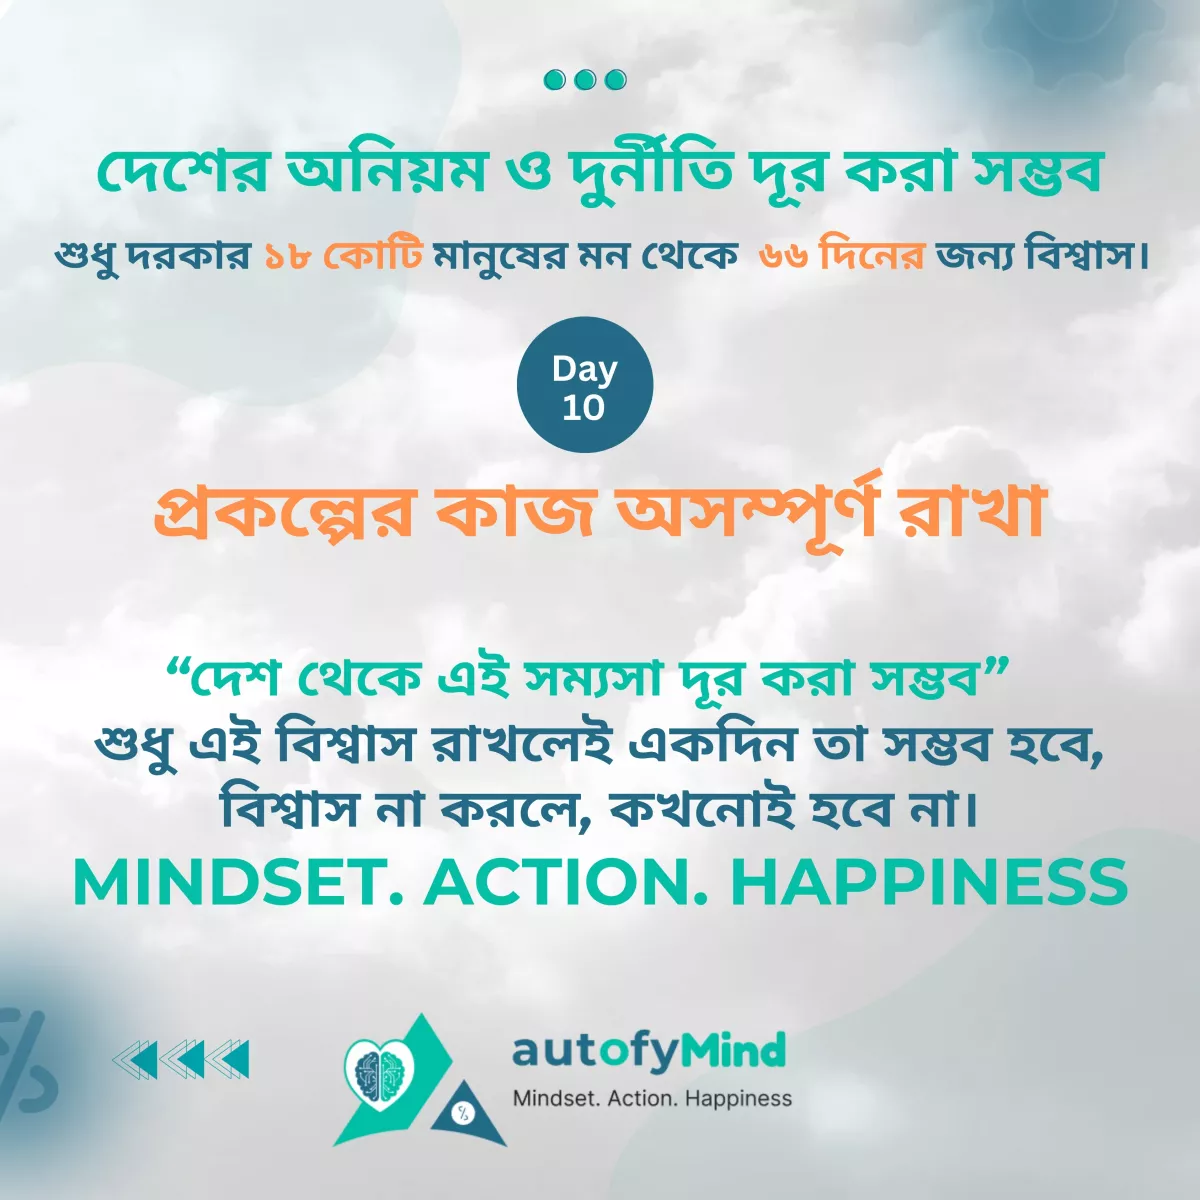 দেশের অনিয়ম ও দুর্নীতি দূর করা সম্ভব
শুধু দরকার ১৮ কোটি মানুষের মন থেকে ৬৬ দিনের জন্য বিশ্বাস।
Day
10
প্রকল্পের কাজ অসম্পূর্ণ রাখা
“দেশ থেকে এই সম্যসা দূর করা সম্ভব”
শুধু এই বিশ্বাস রাখলেই একদিন তা সম্ভব হবে,
বিশ্বাস না করলে, কখনোই হবে না।
MINDSET. ACTION. HAPPINESS
autofyMind
Mindset. Action. Happiness